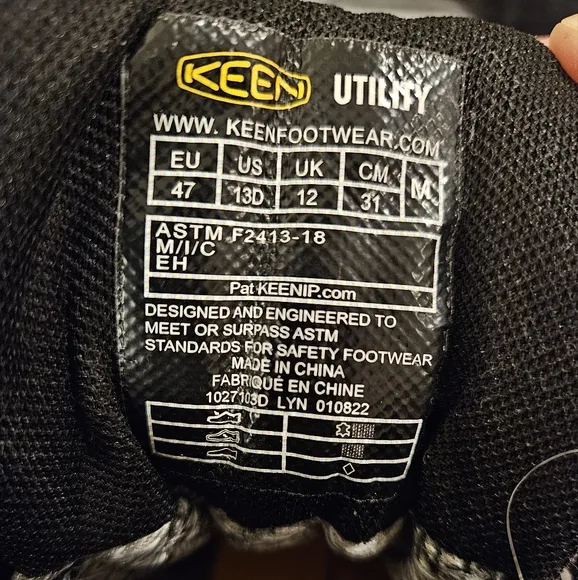 KEEN UTILITY
WWW. KEENFOOTWEAR.COM
EU US UK CM M
47 13D 12 31
ASTM F2413-18
M/I/C
EH
Pat KEENIP.com
DESIGNED AND ENGINEERED TO
MEET OR SURPASS ASTM
STANDARDS FOR SAFETY FOOTWEAR
MADE IN CHINA
FABRIQUÉ EN CHINE
1027103D LYN 010822